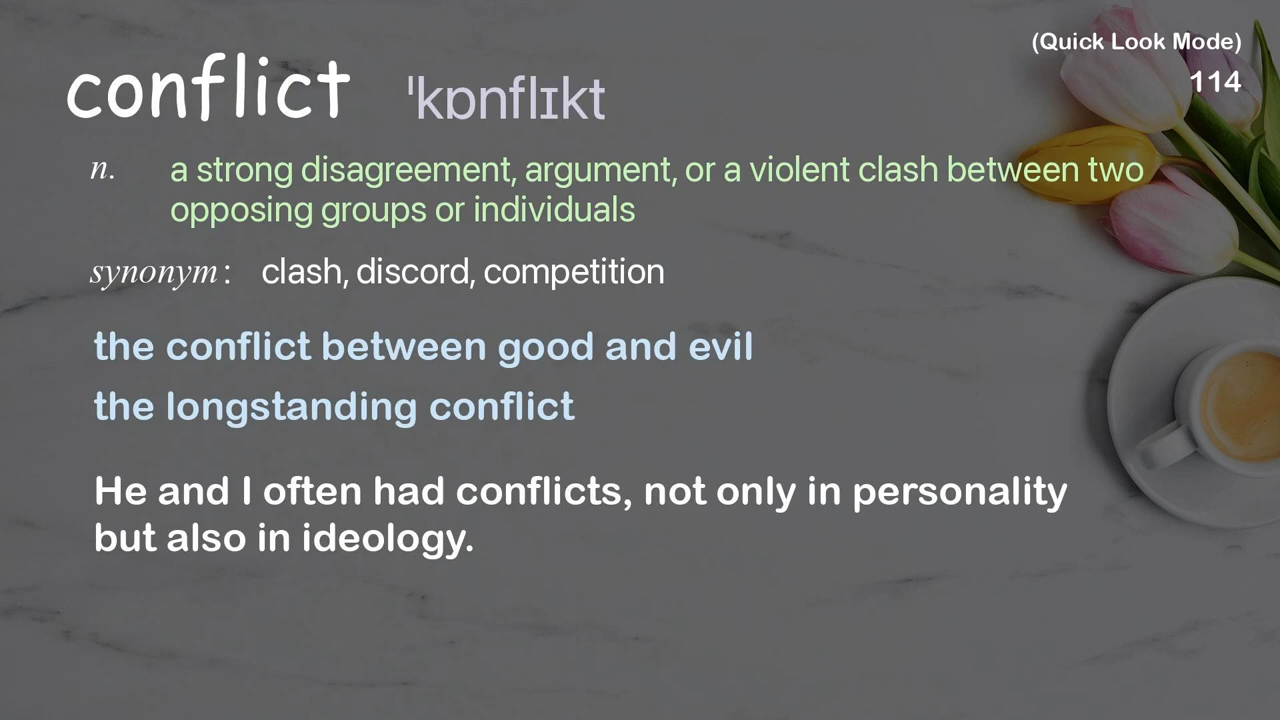 (Quick Look Mode)
114
conflict ˈkɒnflɪkt
n. a strong disagreement, argument, or a violent clash between two
opposing groups or individuals
synonym: clash, discord, competition
the conflict between good and evil
the longstanding conflict
He and I often had conflicts, not only in personality
but also in ideology.